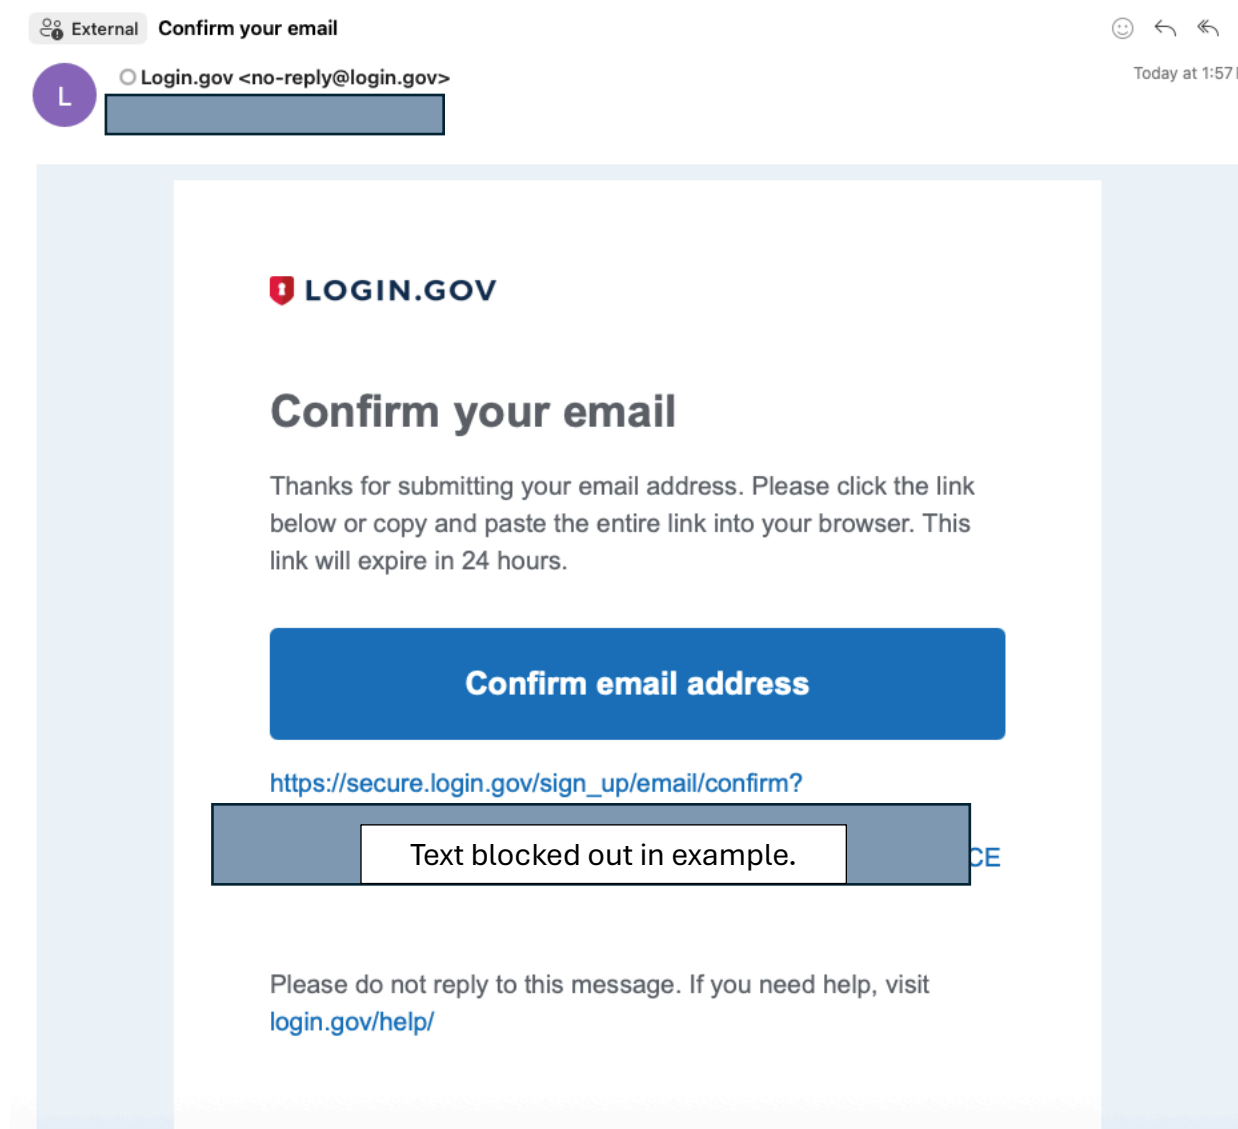 External Confirm your email
Login.gov <no-reply@login.gov>
Today at 1:57
L
LOGIN.GOV
Confirm your email
Thanks for submitting your email address. Please click the link
below or copy and paste the entire link into your browser. This
link will expire in 24 hours.
Confirm email address
https://secure.login.gov/sign_up/email/confirm?
Text blocked out in example.
CE
Please do not reply to this message. If you need help, visit
login.gov/help/